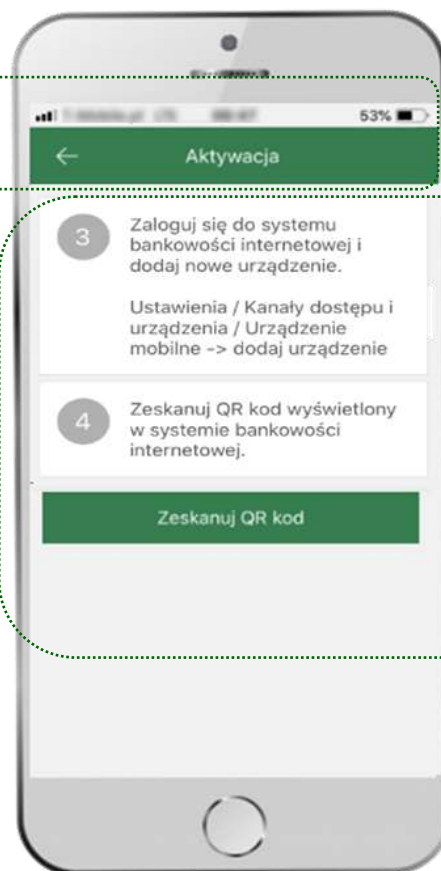 53%
Aktywacja
3
Zaloguj się do systemu
bankowości internetowej i
dodaj nowe urządzenie.
Ustawienia / Kanały dostępu i
urządzenia / Urządzenie
mobilne -> dodaj urządzenie
4
Zeskanuj QR kod wyświetlony
w systemie bankowości
internetowej.
Zeskanuj QR kod